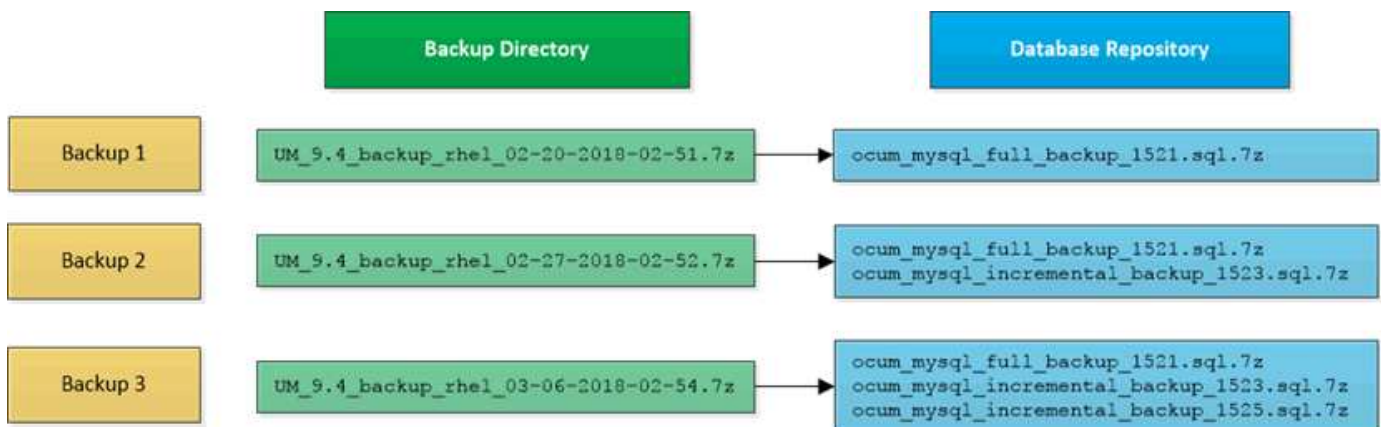 Backup Directory
Database Repository
Backup 1
UM_9.4_backup_rhel_02-20-2018-02-51.7z
ocum_mysql_full_backup_1521.sql.7z
Backup 2
UM_9.4_backup_rhel_02-27-2018-02-52.7z
ocum_mysql_full_backup_1521.sql.7z
ocum_mysql_incremental_backup_1523.sql.7z
Backup 3
UM_9.4_backup_rhel_03-06-2018-02-54.7z
ocum_mysql_full_backup_1521.sql.7z
ocum_mysql_incremental_backup_1523.sql.7z
ocum_mysql_incremental_backup_1525.sql.7z